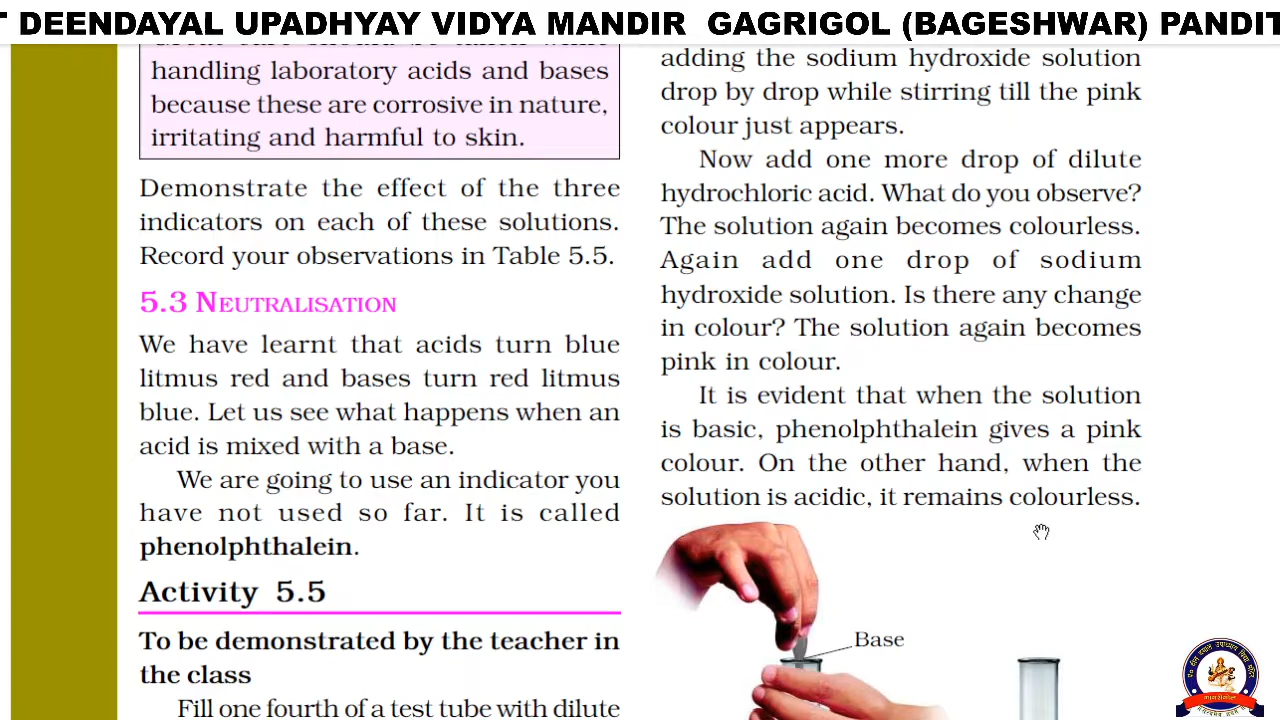 T DEENDAYAL UPADHYAY VIDYA MANDIR GAGRIGOL (BAGESHWAR) PANDIT
Great care should be taken while
handling laboratory acids and bases
because these are corrosive in nature,
irritating and harmful to skin.
Demonstrate the effect of the three
indicators on each of these solutions.
Record your observations in Table 5.5.
5.3 NEUTRALISATION
We have learnt that acids turn blue
litmus red and bases turn red litmus
blue. Let us see what happens when an
acid is mixed with a base.
We are going to use an indicator you
have not used so far. It is called
phenolphthalein.
Activity 5.5
To be demonstrated by the teacher in
the class
Fill one fourth of a test tube with dilute
adding the sodium hydroxide solution
drop by drop while stirring till the pink
colour just appears.
Now add one more drop of dilute
hydrochloric acid. What do you observe?
The solution again becomes colourless.
Again add one drop of sodium
hydroxide solution. Is there any change
in colour? The solution again becomes
pink in colour.
It is evident that when the solution
is basic, phenolphthalein gives a pink
colour. On the other hand, when the
solution is acidic, it remains colourless.
Base